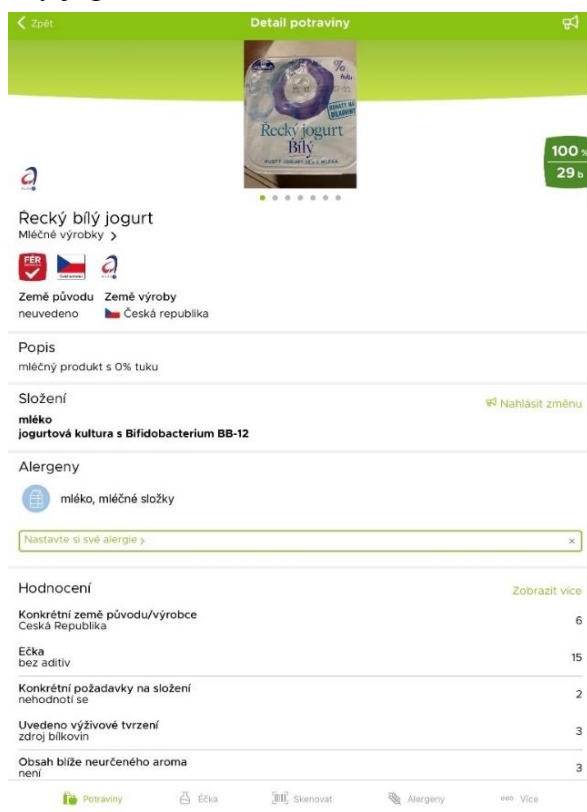 Zpět
Detail potraviny
%
tuku
BOHATÝ NA
BÍLKOVINY
Řecký jogurt
Bílý
100 %
29 b
Řecký bílý jogurt
Mléčné výrobky >
FÉR
Země původu Země výroby
neuvedeno Česká republika
Popis
mléčný produkt s 0% tuku
Složení
Nahlásit změnu
mléko
jogurtová kultura s Bifidobacterium BB-12
Alergeny
mléko, mléčné složky
Nastavte si své alergie > ×
Hodnocení Zobrazit více
Konkrétní země původu/výrobce
Česká Republika 6
Éčka
bez aditiv 15
Konkrétní požadavky na složení
nehodnotí se 2
Uvedeno výživové tvrzení
zdroj bílkovin 3
Obsah blíže neurčeného aroma
není 3
Potraviny Éčka Skenovat Alergeny Více